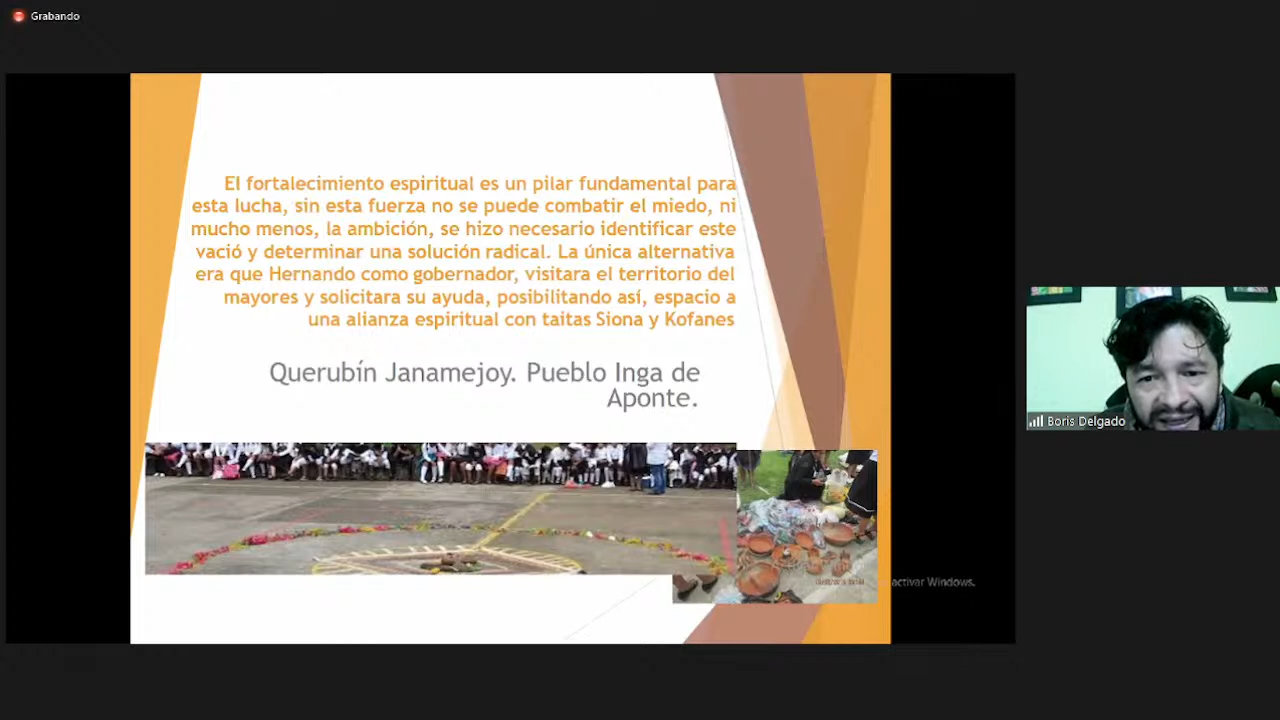 Grabando
El fortalecimiento espiritual es un pilar fundamental para
esta lucha, sin esta fuerza no se puede combatir el miedo, ni
mucho menos, la ambición, se hizo necesario identificar este
vació y determinar una solución radical. La única alternativa
era que Hernando como gobernador, visitara el territorio del
mayores y solicitara su ayuda, posibilitando así, espacio a
una alianza espiritual con taitas Siona y Kofanes
Querubín Janamejoy. Pueblo Inga de
Aponte.
activar Windows.
Boris Delgado